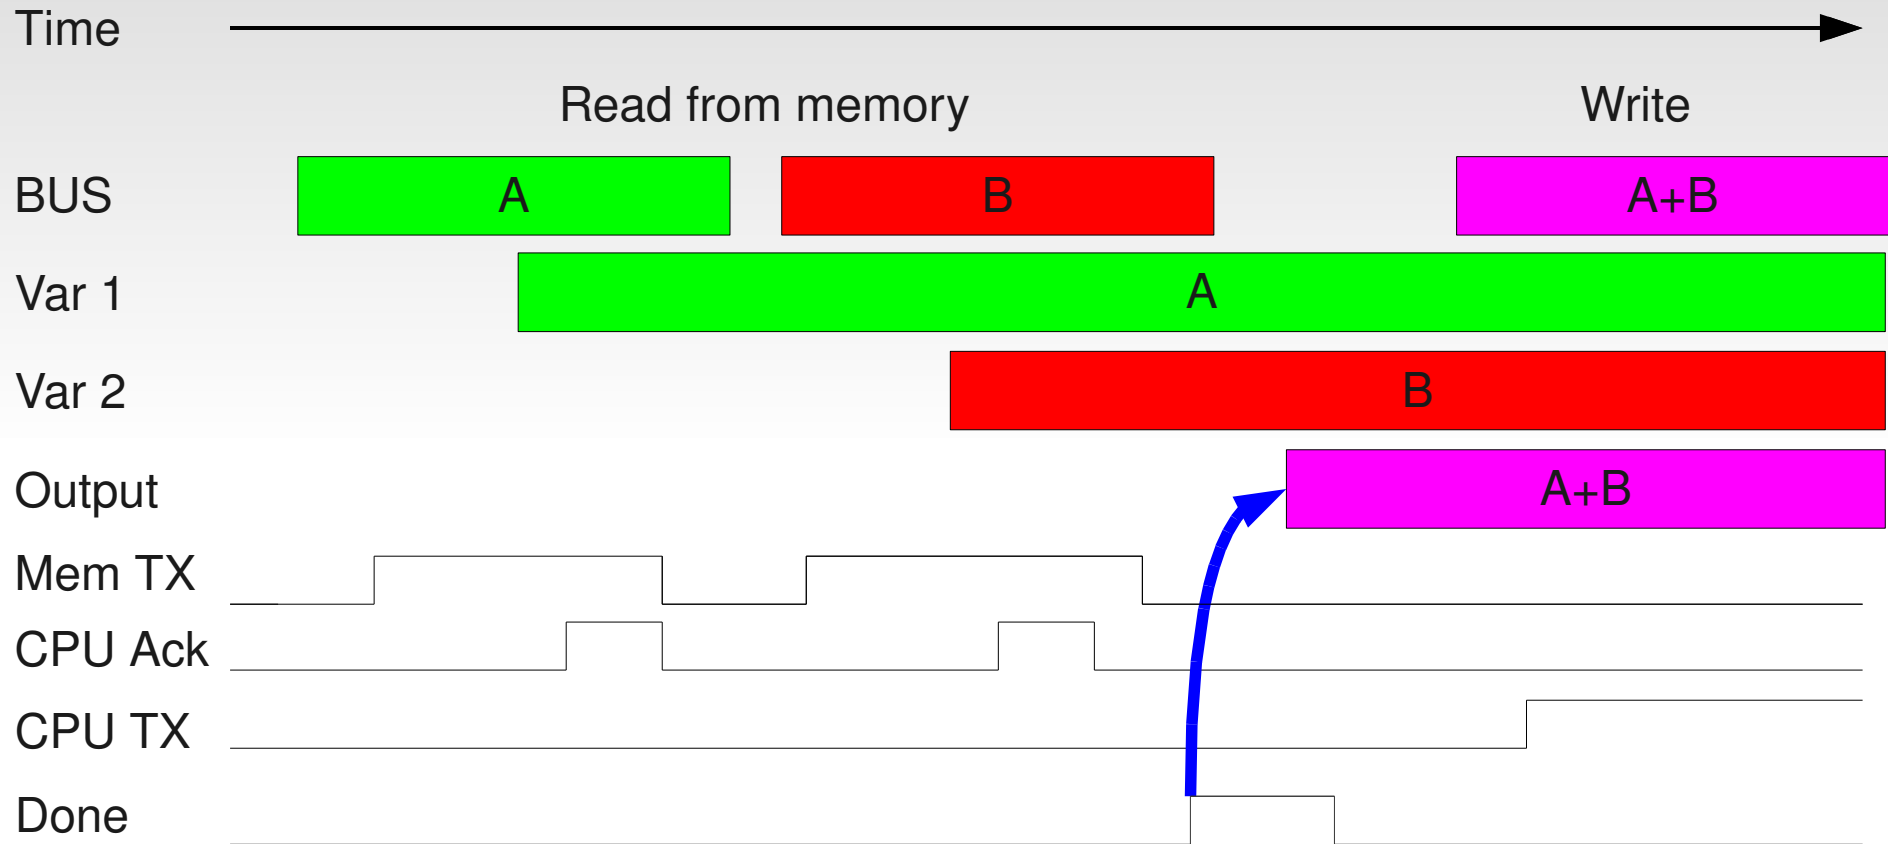 Time
Read from memory Write
BUS A B A+B
Var 1 A
Var 2 B
Output A+B
Mem TX
CPU Ack
CPU TX
Done